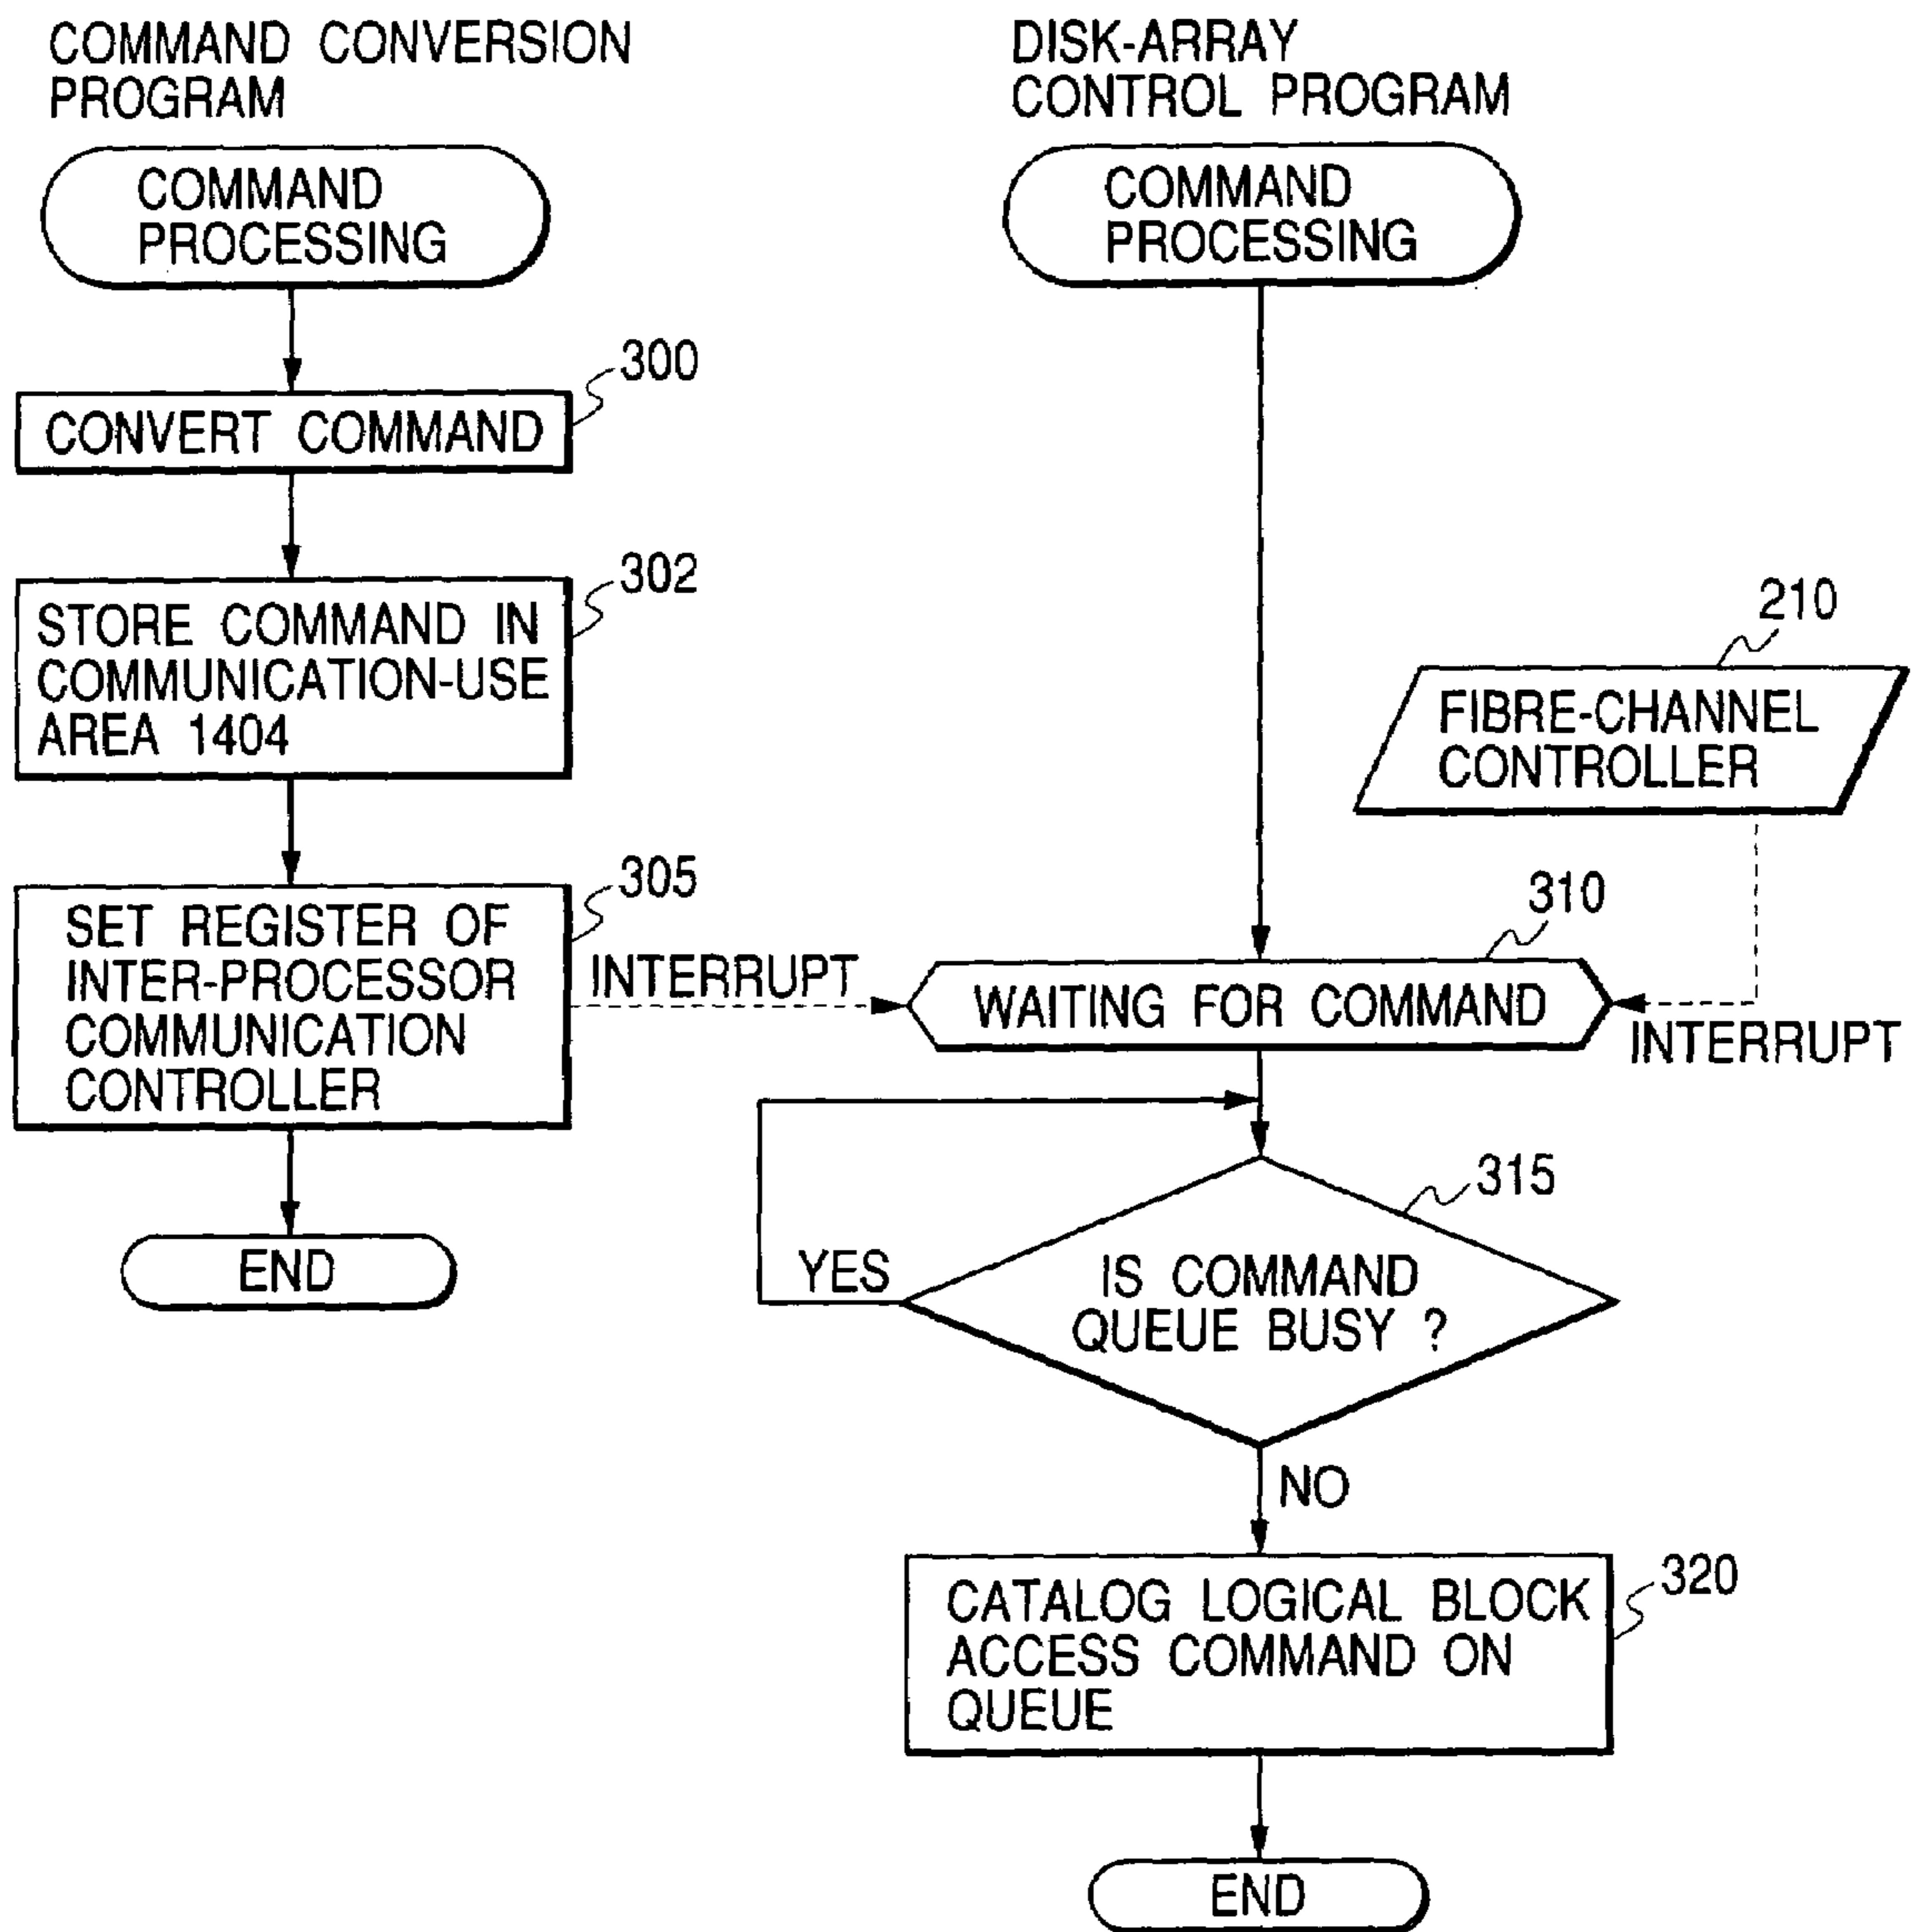 COMMAND CONVERSION
PROGRAM
COMMAND
PROCESSING
300
CONVERT COMMAND
302
STORE COMMAND IN
COMMUNICATION-USE
AREA 1404
305
SET REGISTER OF
INTER-PROCESSOR
COMMUNICATION
CONTROLLER
INTERRUPT
END
DISK-ARRAY
CONTROL PROGRAM
COMMAND
PROCESSING
210
FIBRE-CHANNEL
CONTROLLER
310
WAITING FOR COMMAND
INTERRUPT
315
IS COMMAND
QUEUE BUSY ?
YES
NO
320
CATALOG LOGICAL BLOCK
ACCESS COMMAND ON
QUEUE
END